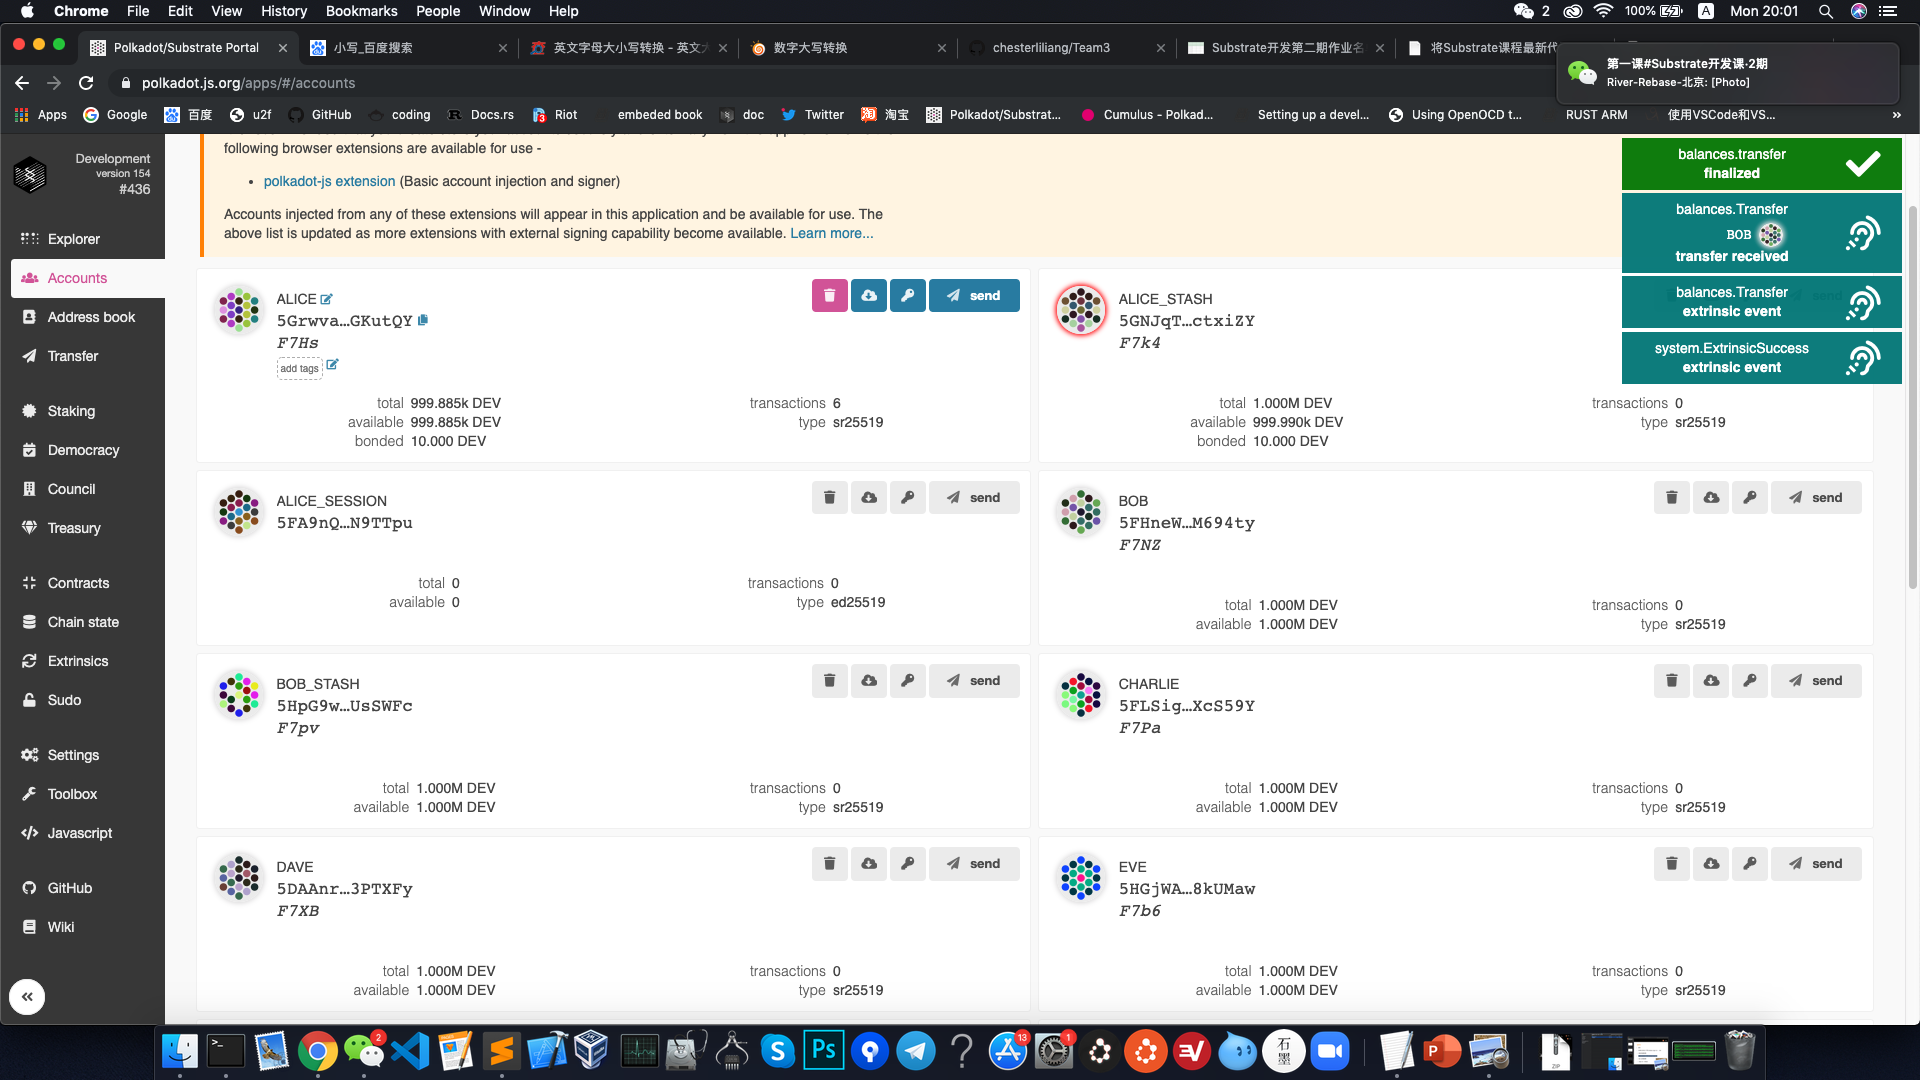 Chrome File Edit View History Bookmarks People Window Help
2 100% A Mon 20:01
Polkadot/Substrate Portal
小写_百度搜索
英文字母大小写转换 - 英文
数字大写转换
chesterliliang/Team3
Substrate开发第二期作业名
将Substrate课程最新代
第一课#Substrate开发课·2期
River-Rebase-北京: [Photo]
polkadot.js.org/apps/#/accounts
Apps Google 百度 u2f GitHub coding Docs.rs Riot embeded book doc Twitter 淘宝 Polkadot/Substrat... Cumulus - Polkad... Setting up a devel... Using OpenOCD t... RUST ARM 使用VSCode和VS... »
Development
version 154
#436
Explorer
Accounts
Address book
Transfer
Staking
Democracy
Council
Treasury
Contracts
Chain state
Extrinsics
Sudo
Settings
Toolbox
Javascript
GitHub
Wiki
following browser extensions are available for use -
• polkadot-js extension (Basic account injection and signer)
Accounts injected from any of these extensions will appear in this application and be available for use. The
above list is updated as more extensions with external signing capability become available. Learn more...
balances.transfer
finalized
balances.Transfer
BOB
transfer received
balances.Transfer
extrinsic event
system.ExtrinsicSuccess
extrinsic event
ALICE
5Grwva…GKutQY
F7Hs
add tags
send
total 999.885k DEV
available 999.885k DEV
bonded 10.000 DEV
transactions 6
type sr25519
ALICE_STASH
5GNJqT…ctxiZY
F7k4
total 1.000M DEV
available 999.990k DEV
bonded 10.000 DEV
transactions 0
type sr25519
ALICE_SESSION
5FA9nQ…N9TTpu
send
total 0
available 0
transactions 0
type ed25519
BOB
5FHneW…M694ty
F7NZ
send
total 1.000M DEV
available 1.000M DEV
transactions 0
type sr25519
BOB_STASH
5HpG9w…UsSWFc
F7pv
send
total 1.000M DEV
available 1.000M DEV
transactions 0
type sr25519
CHARLIE
5FLSig…XcS59Y
F7Pa
send
total 1.000M DEV
available 1.000M DEV
transactions 0
type sr25519
DAVE
5DAAnr…3PTXFy
F7XB
send
total 1.000M DEV
available 1.000M DEV
transactions 0
type sr25519
EVE
5HGjWA…8kUMaw
F7b6
send
total 1.000M DEV
available 1.000M DEV
transactions 0
type sr25519
2
Ps
13
1
石墨
P
ZIP